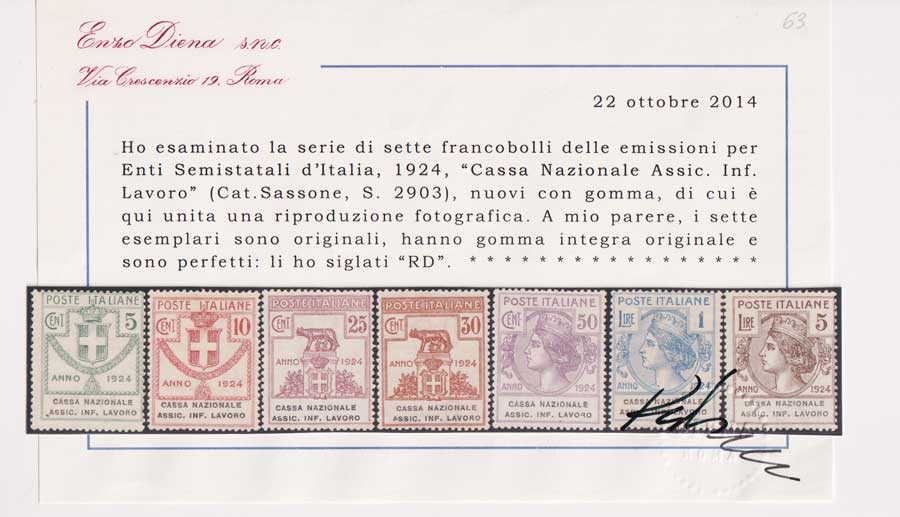 63
Enzo Diena s.n.c.
Via Crescenzio 19, Roma
22 ottobre 2014
Ho esaminato la serie di sette francobolli delle emissioni per
Enti Semistatali d'Italia, 1924, “Cassa Nazionale Assic. Inf.
Lavoro” (Cat.Sassone, S. 2903), nuovi con gomma, di cui è
qui unita una riproduzione fotografica. A mio parere, i sette
esemplari sono originali, hanno gomma integra originale e
sono perfetti: li ho siglati “RD”. * * * * * * * * * * * * * * * * *
POSTE ITALIANE
CENT 5
ANNO 1924
CASSA NAZIONALE
ASSIC. INF. LAVORO
POSTE ITALIANE
CENT 10
ANNO 1924
CASSA NAZIONALE
ASSIC. INF. LAVORO
POSTE ITALIANE
CENT 25
ANNO 1924
CASSA NAZIONALE
ASSIC. INF. LAVORO
POSTE ITALIANE
CENT 30
ANNO 1924
CASSA NAZIONALE
ASSIC. INF. LAVORO
POSTE ITALIANE
CENT 50
ANNO 1924
CASSA NAZIONALE
ASSIC. INF. LAVORO
POSTE ITALIANE
LIRE 1
ANNO 1924
CASSA NAZIONALE
ASSIC. INF. LAVORO
POSTE ITALIANE
LIRE 5
ANNO 1924
CASSA NAZIONALE
ASSIC. INF. LAVORO